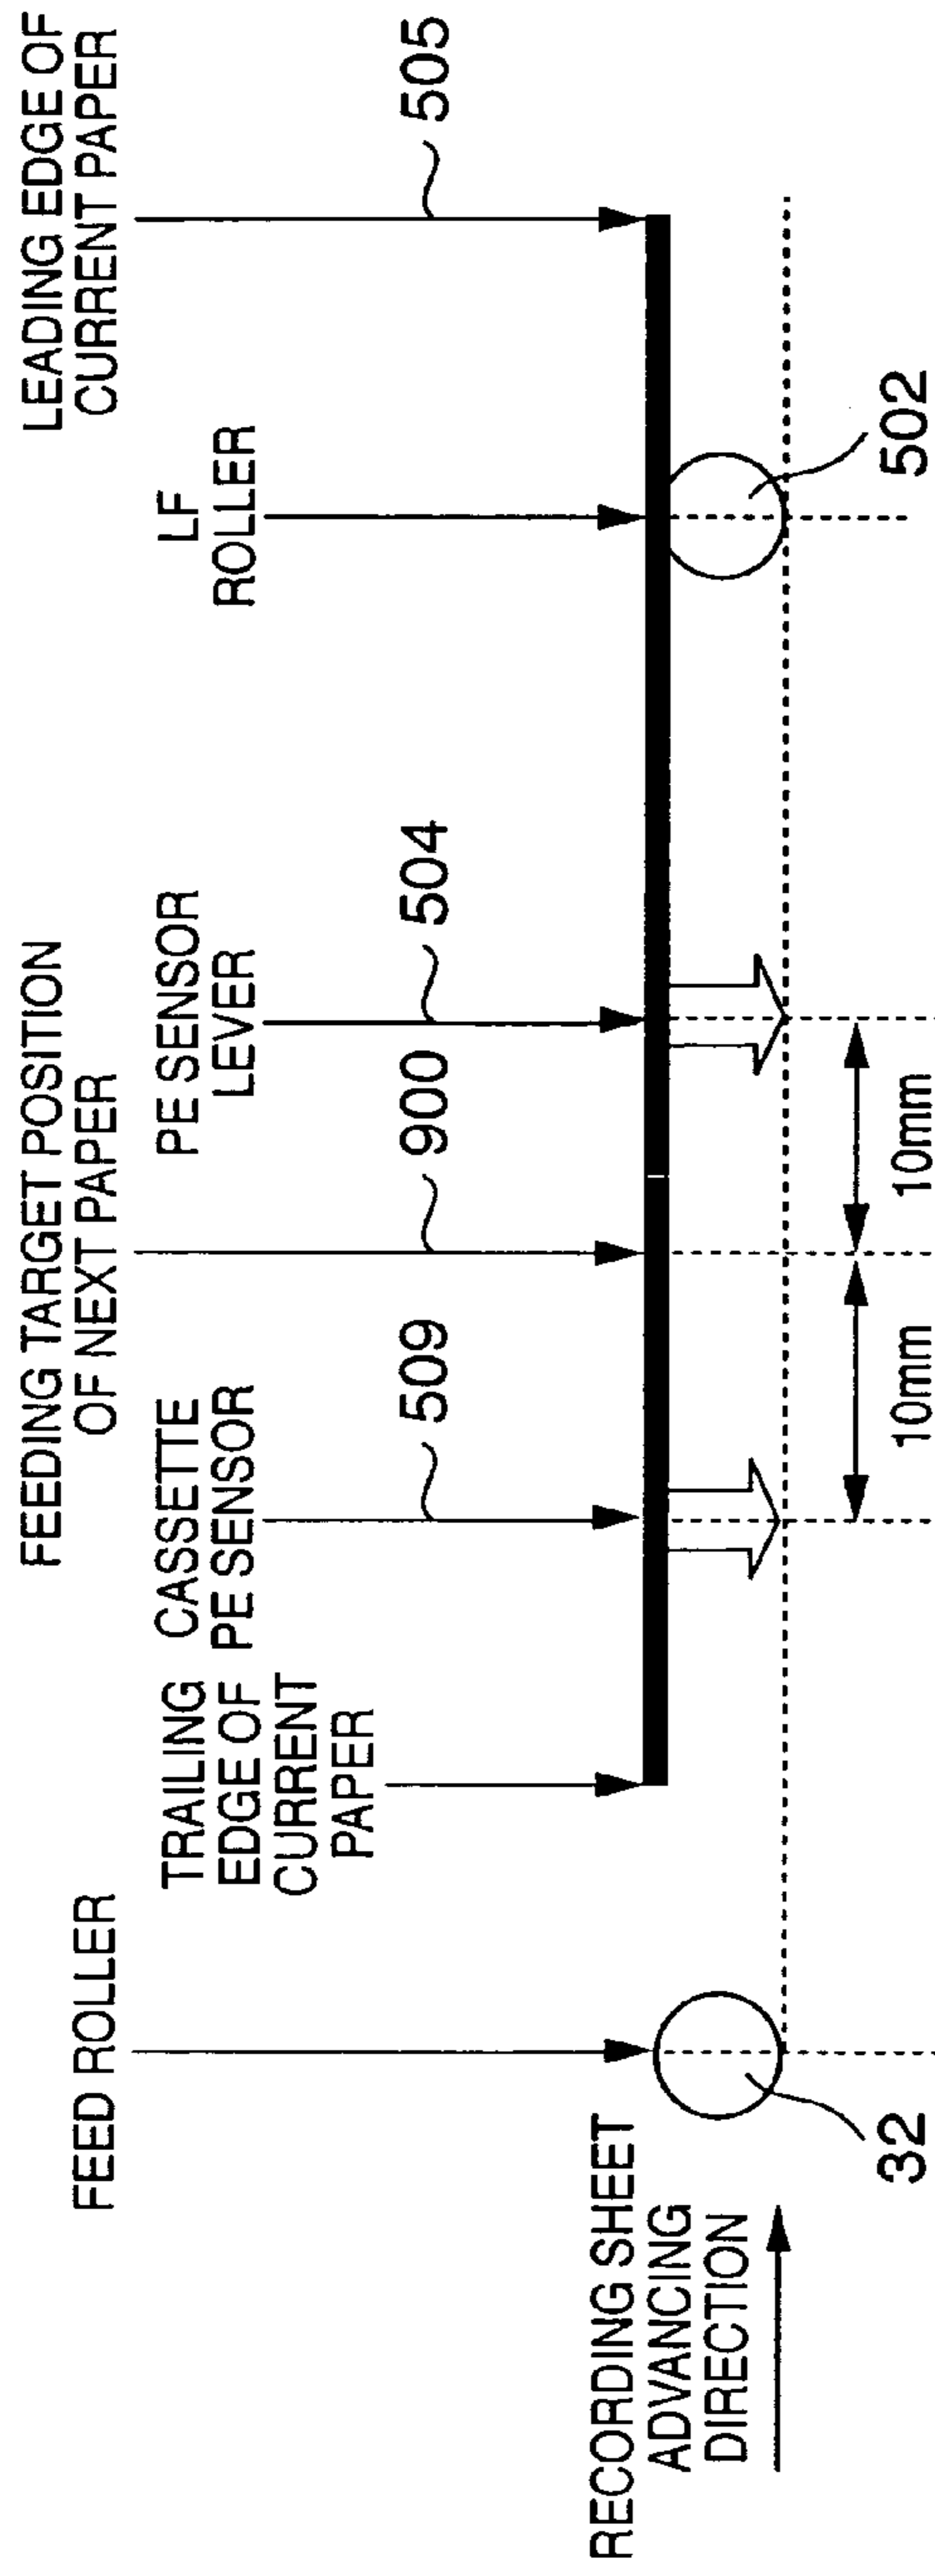 FEED ROLLER
TRAILING
EDGE OF
CURRENT
PAPER
CASSETTE
PE SENSOR
FEEDING TARGET POSITION
OF NEXT PAPER
PE SENSOR
LEVER
LF
ROLLER
LEADING EDGE OF
CURRENT PAPER
509
900
504
505
RECORDING SHEET
ADVANCING
DIRECTION
32
10mm
10mm
502